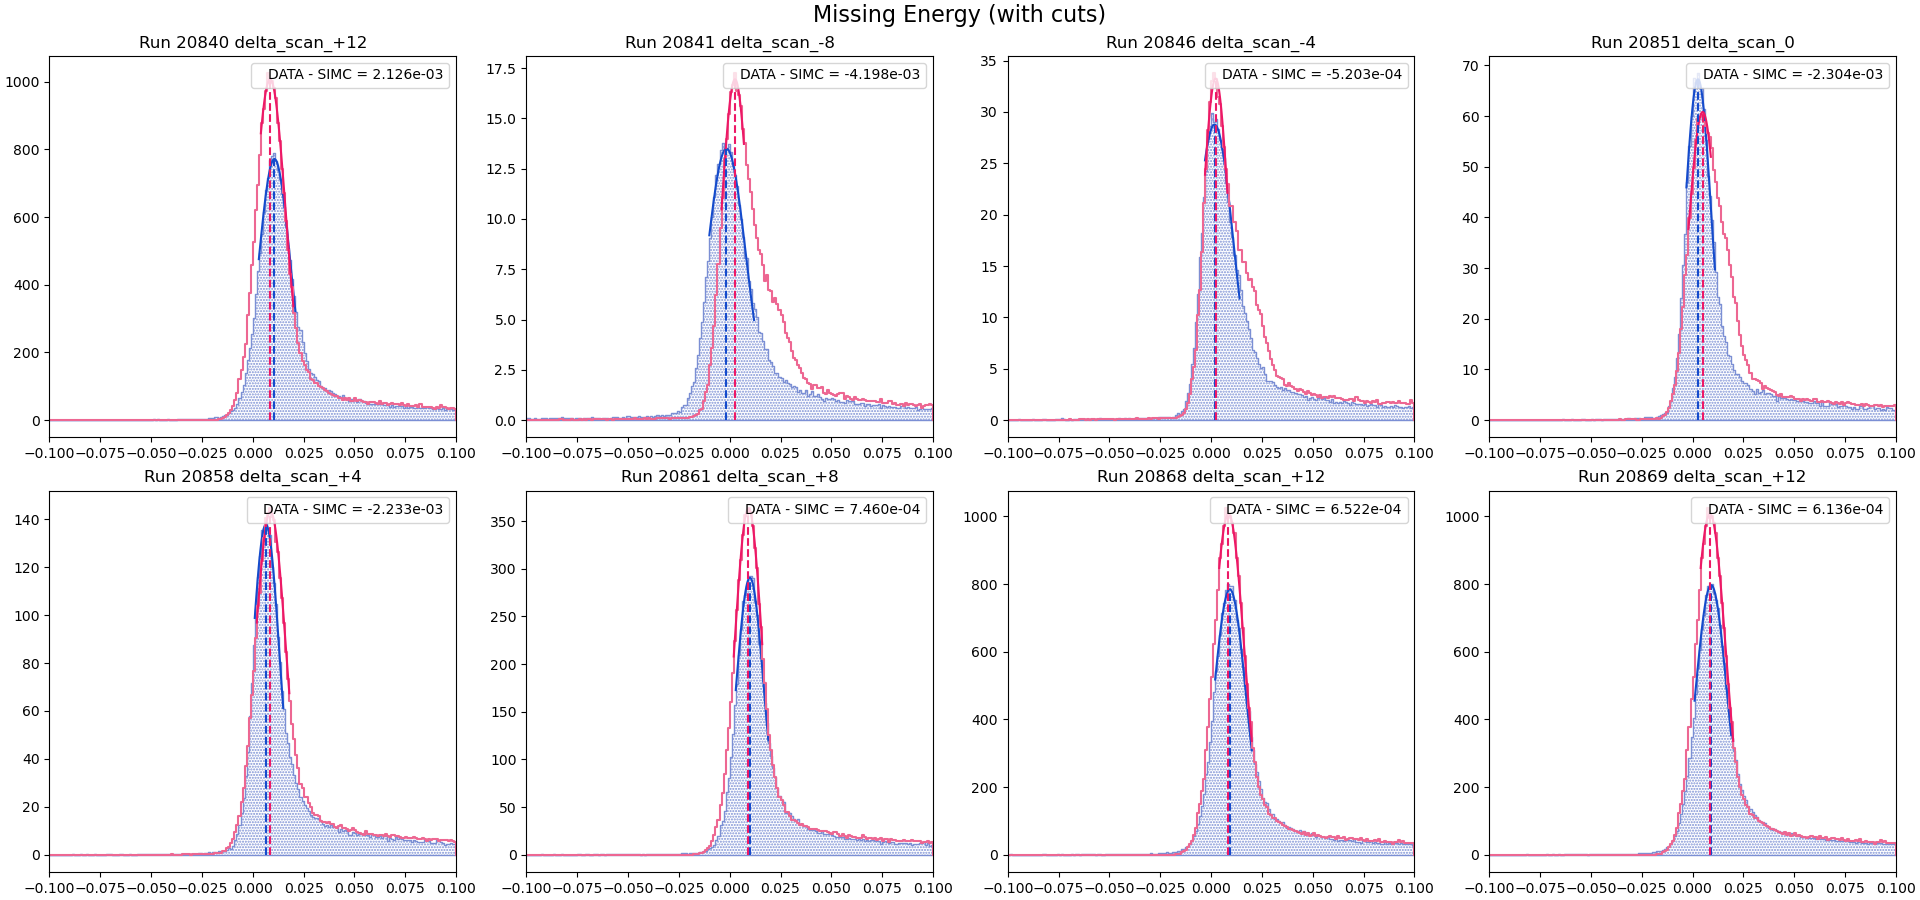 Missing Energy (with cuts)
Run 20840 delta_scan_+12
DATA - SIMC = 2.126e-03
1000
800
600
400
200
0
−0.100−0.075−0.050−0.025 0.000 0.025 0.050 0.075 0.100
Run 20841 delta_scan_-8
DATA - SIMC = -4.198e-03
17.5
15.0
12.5
10.0
7.5
5.0
2.5
0.0
−0.100−0.075−0.050−0.025 0.000 0.025 0.050 0.075 0.100
Run 20846 delta_scan_-4
DATA - SIMC = -5.203e-04
35
30
25
20
15
10
5
0
−0.100−0.075−0.050−0.025 0.000 0.025 0.050 0.075 0.100
Run 20851 delta_scan_0
DATA - SIMC = -2.304e-03
70
60
50
40
30
20
10
0
−0.100−0.075−0.050−0.025 0.000 0.025 0.050 0.075 0.100
Run 20858 delta_scan_+4
DATA - SIMC = -2.233e-03
140
120
100
80
60
40
20
0
−0.100−0.075−0.050−0.025 0.000 0.025 0.050 0.075 0.100
Run 20861 delta_scan_+8
DATA - SIMC = 7.460e-04
350
300
250
200
150
100
50
0
−0.100−0.075−0.050−0.025 0.000 0.025 0.050 0.075 0.100
Run 20868 delta_scan_+12
DATA - SIMC = 6.522e-04
1000
800
600
400
200
0
−0.100−0.075−0.050−0.025 0.000 0.025 0.050 0.075 0.100
Run 20869 delta_scan_+12
DATA - SIMC = 6.136e-04
1000
800
600
400
200
0
−0.100−0.075−0.050−0.025 0.000 0.025 0.050 0.075 0.100